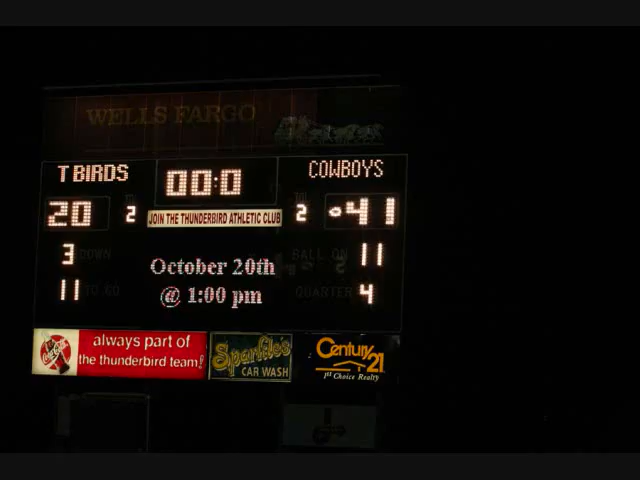 WELLS FARGO
T BIRDS 00:0 COWBOYS
20 2 JOIN THE THUNDERBIRD ATHLETIC CLUB 2 41
3 DOWN BALL ON 11
October 20th
11 TO GO @ 1:00 pm QUARTER 4
Coca-Cola always part of the thunderbird team!
Sparkle's CAR WASH
Century 21
1st Choice Realty